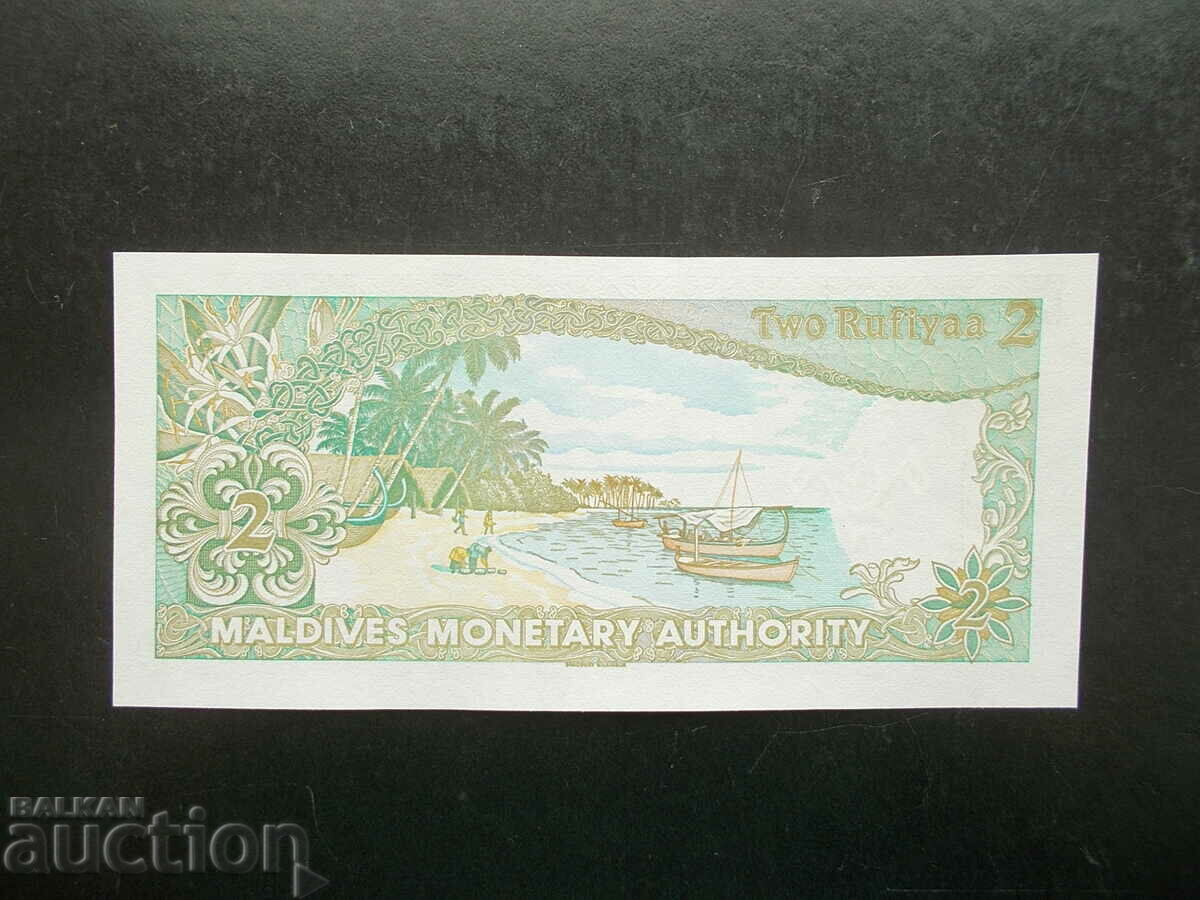 Two Rufiyaa 2
2
2
MALDIVES MONETARY AUTHORITY
BALKAN
auction